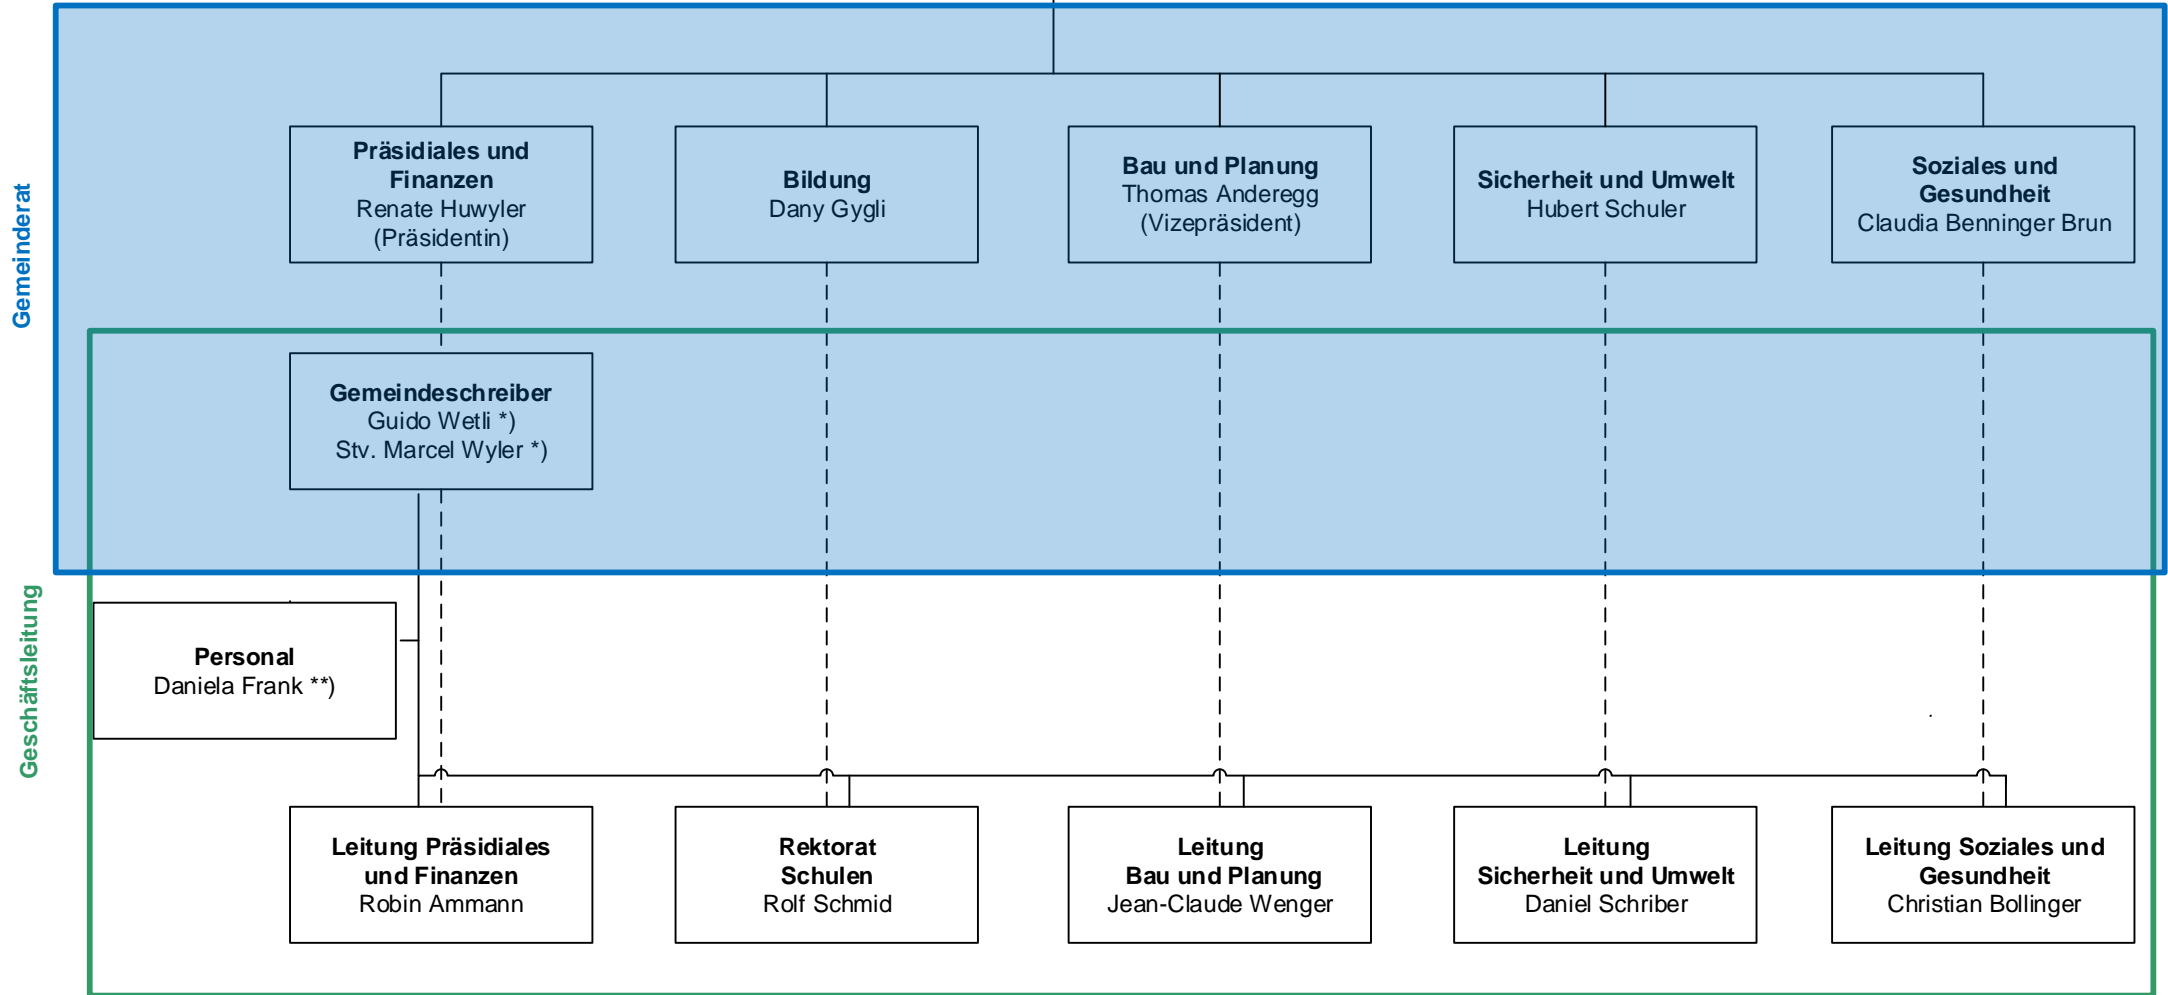 Gemeinderat
Präsidiales und
Finanzen
Renate Huwyler
(Präsidentin)
Bildung
Dany Gygli
Bau und Planung
Thomas Anderegg
(Vizepräsident)
Sicherheit und Umwelt
Hubert Schuler
Soziales und
Gesundheit
Claudia Benninger Brun
Gemeindeschreiber
Guido Wetli *)
Stv. Marcel Wyler *)
Geschäftsleitung
Personal
Daniela Frank **)
Leitung Präsidiales
und Finanzen
Robin Ammann
Rektorat
Schulen
Rolf Schmid
Leitung
Bau und Planung
Jean-Claude Wenger
Leitung
Sicherheit und Umwelt
Daniel Schriber
Leitung Soziales und
Gesundheit
Christian Bollinger